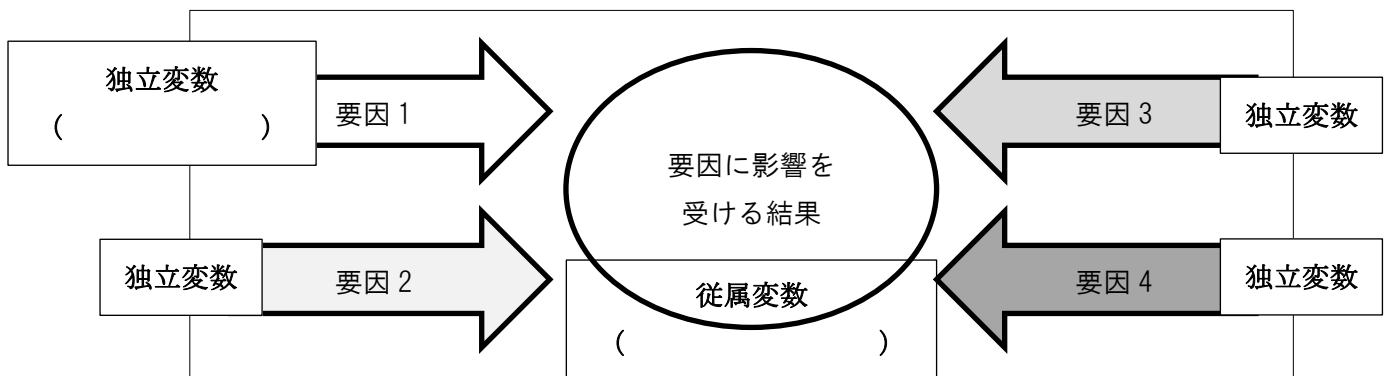 独立変数
(　　　　　　　　)
要因 1
要因 3
独立変数
要因に影響を
受ける結果
独立変数
要因 2
従属変数
(　　　　　　　　　　)
要因 4
独立変数